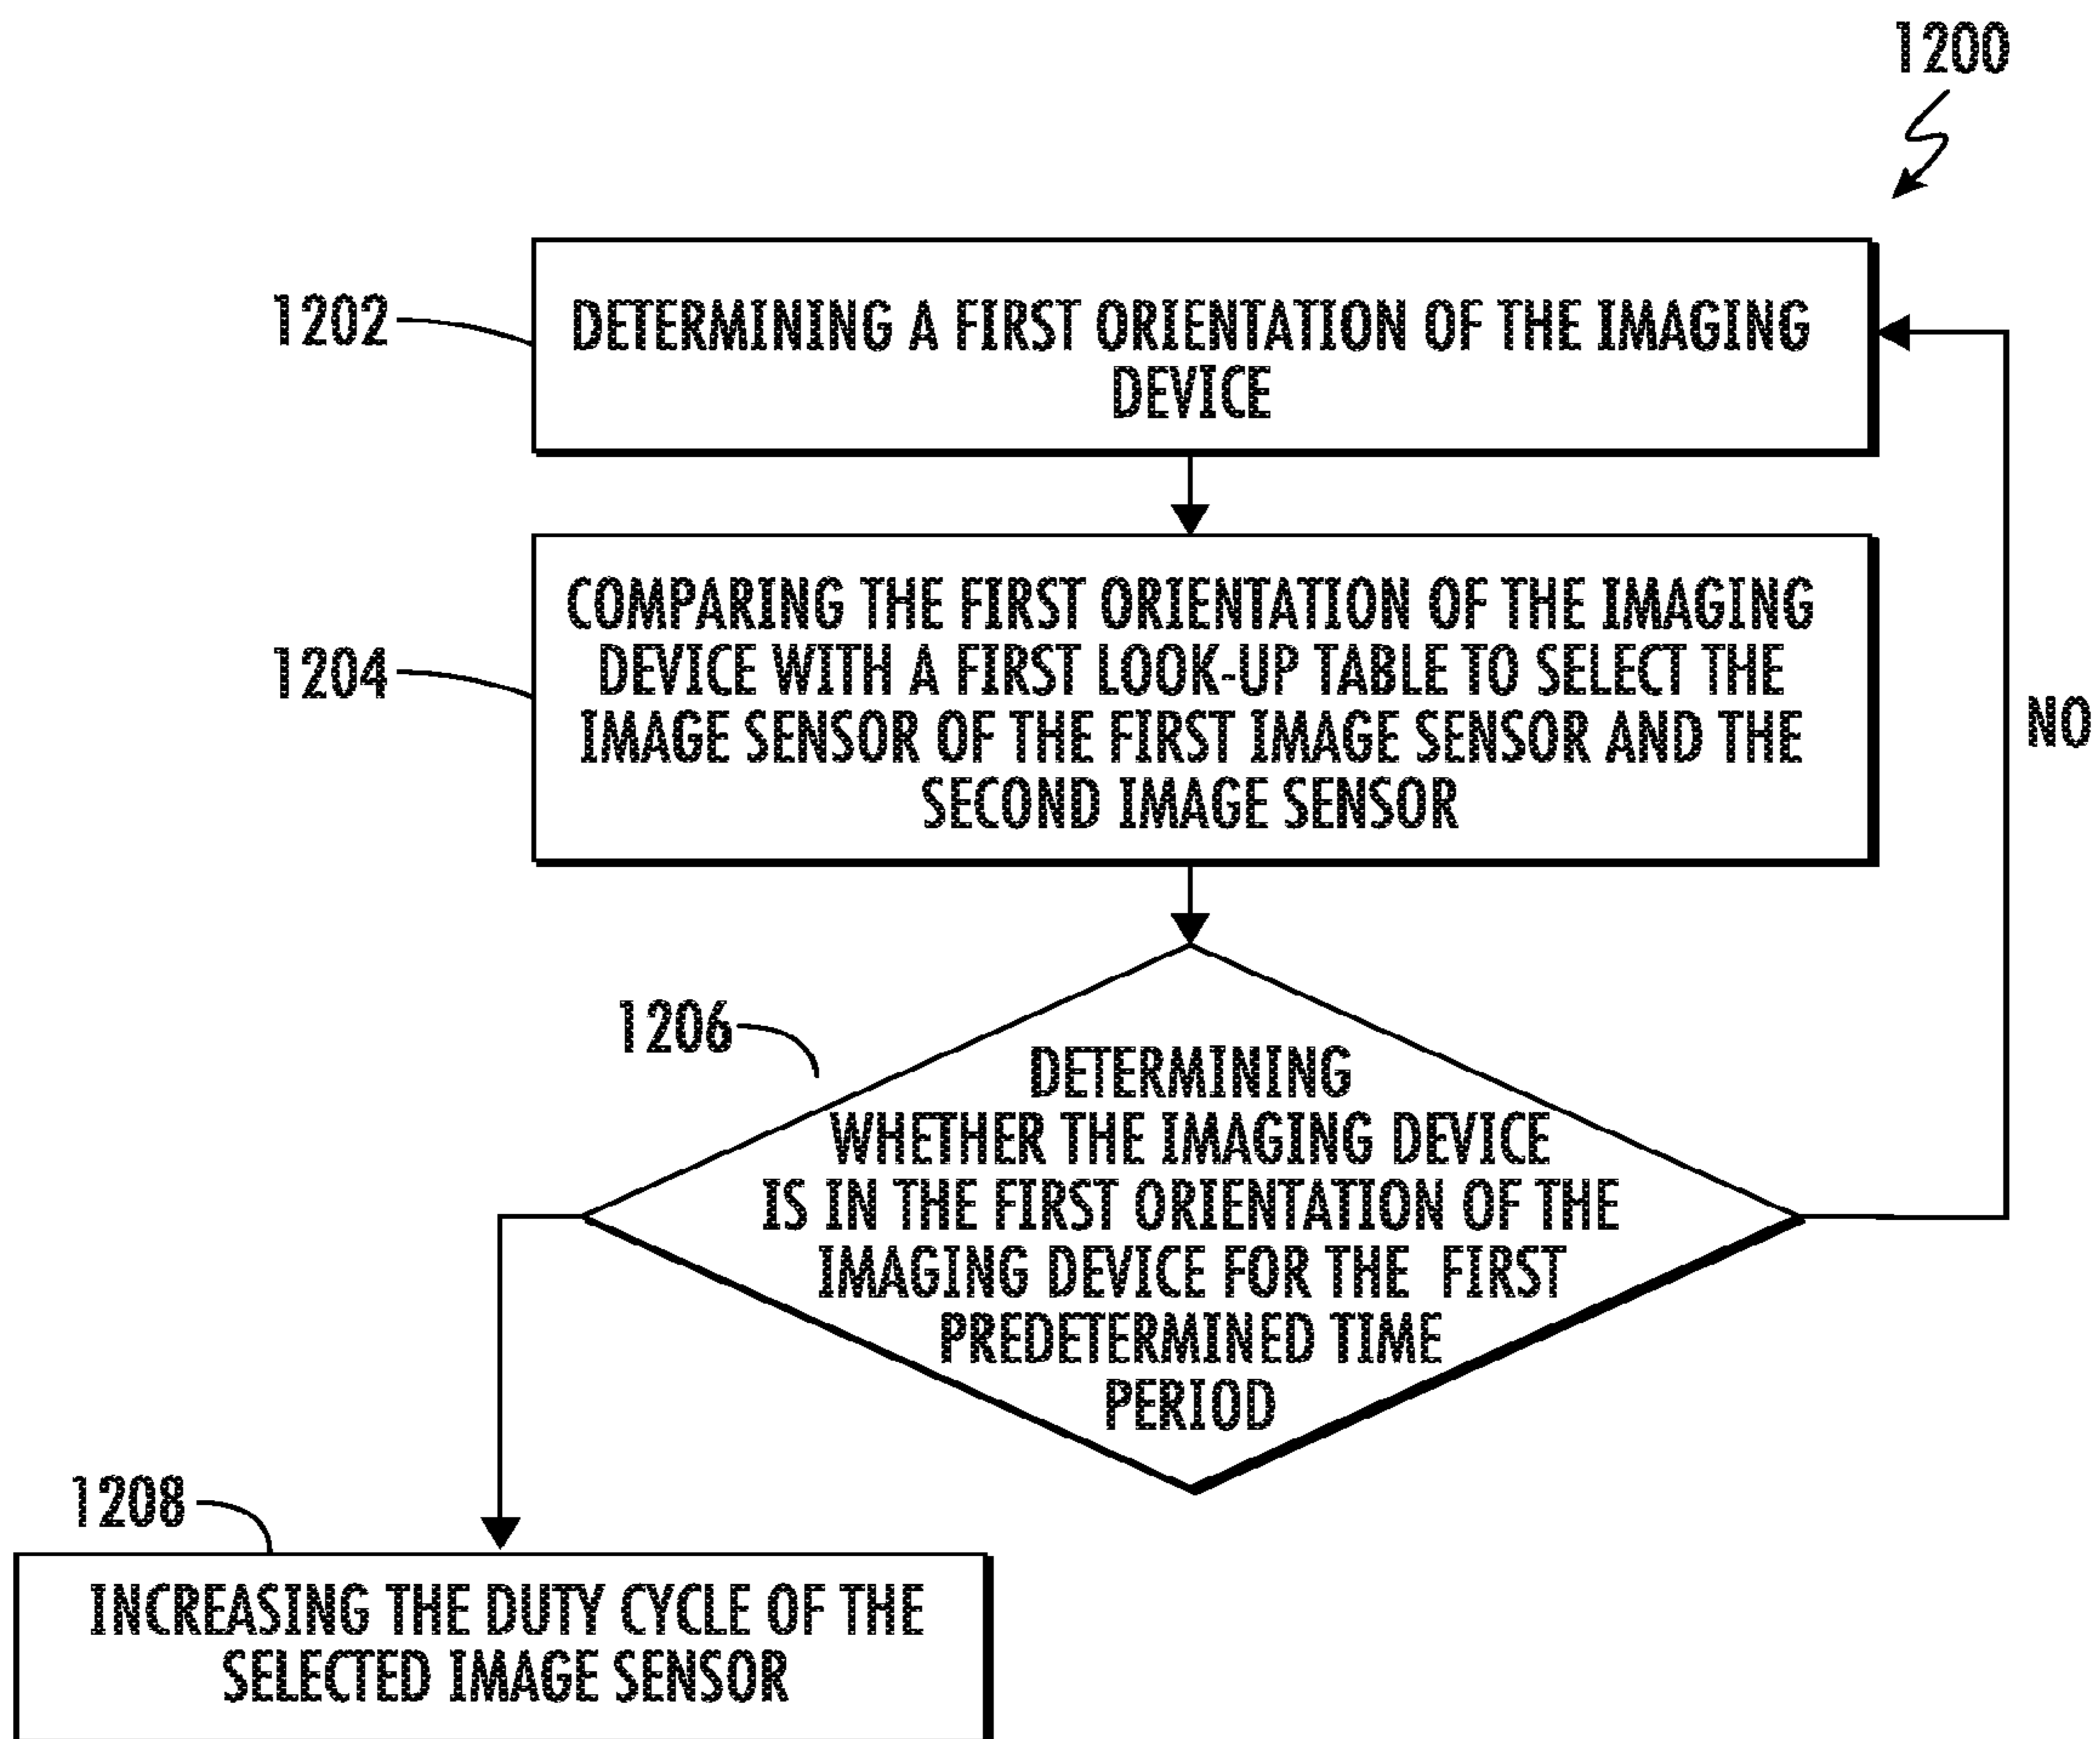 1200
1202
DETERMINING A FIRST ORIENTATION OF THE IMAGING
DEVICE
1204
COMPARING THE FIRST ORIENTATION OF THE IMAGING
DEVICE WITH A FIRST LOOK-UP TABLE TO SELECT THE
IMAGE SENSOR OF THE FIRST IMAGE SENSOR AND THE
SECOND IMAGE SENSOR
NO
1206
DETERMINING
WHETHER THE IMAGING DEVICE
IS IN THE FIRST ORIENTATION OF THE
IMAGING DEVICE FOR THE FIRST
PREDETERMINED TIME
PERIOD
1208
INCREASING THE DUTY CYCLE OF THE
SELECTED IMAGE SENSOR